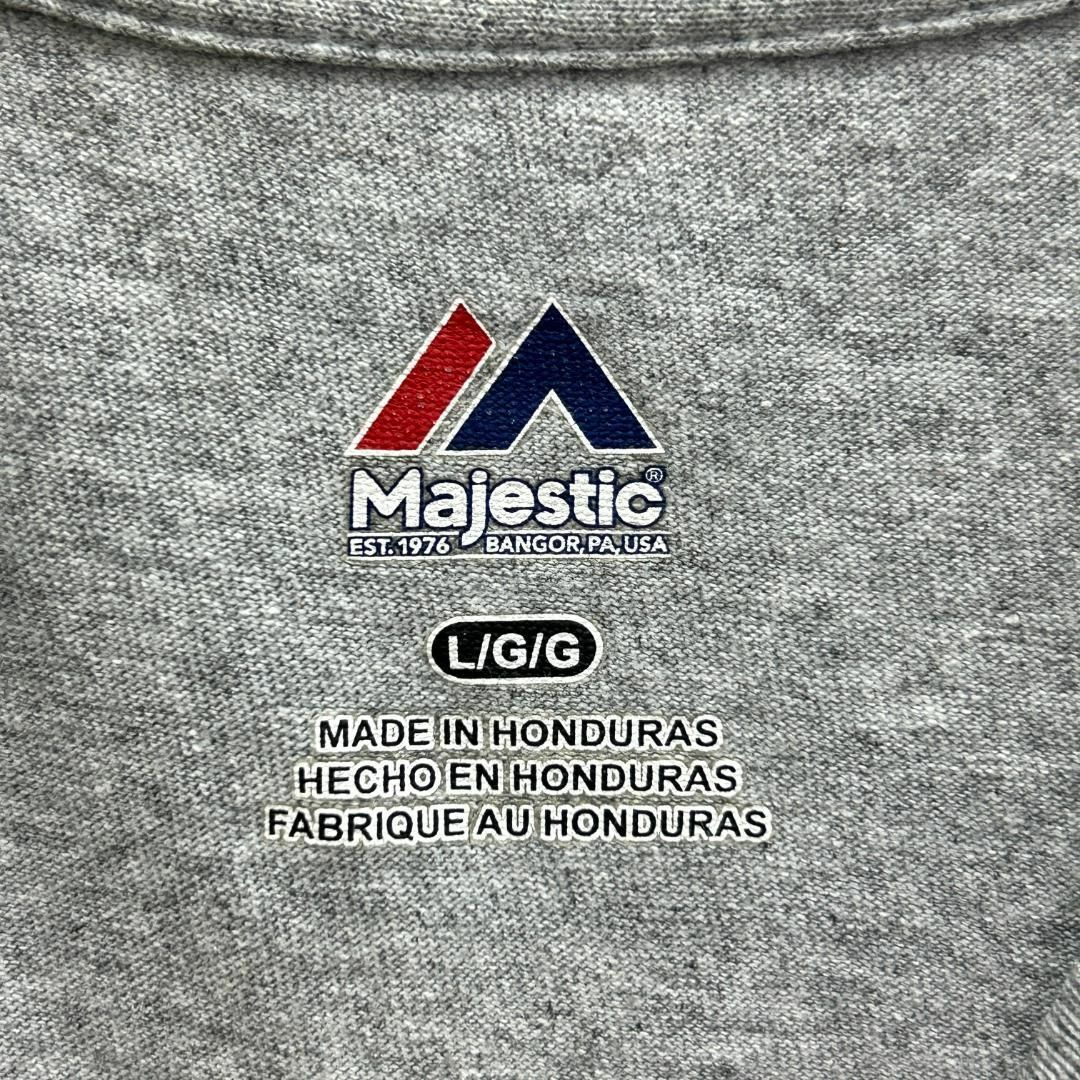 Majestic®
EST. 1976 BANGOR, PA, USA
L/G/G
MADE IN HONDURAS
HECHO EN HONDURAS
FABRIQUE AU HONDURAS